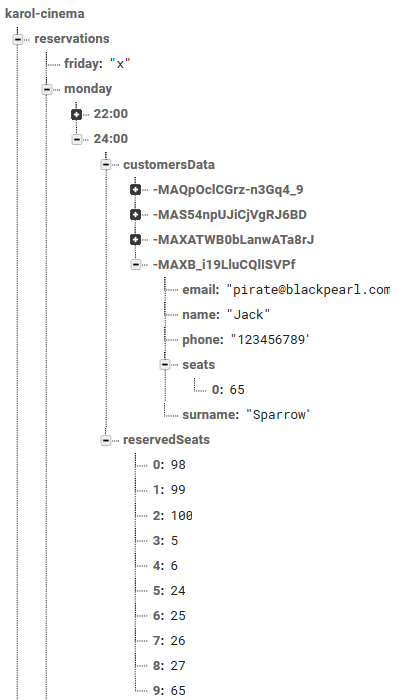 karol-cinema
reservations
friday: "x"
monday
22:00
24:00
customersData
-MAQpOclCGrz-n3Gq4_9
-MAS54npUJiCjVgRJ6BD
-MAXATWB0bLanwATa8rJ
-MAXB_i19LluCQlISVPf
email: "pirate@blackpearl.com
name: "Jack"
phone: "123456789'
seats
0: 65
surname: "Sparrow'
reservedSeats
0: 98
1: 99
2: 100
3: 5
4: 6
5: 24
6: 25
7: 26
8: 27
9: 65